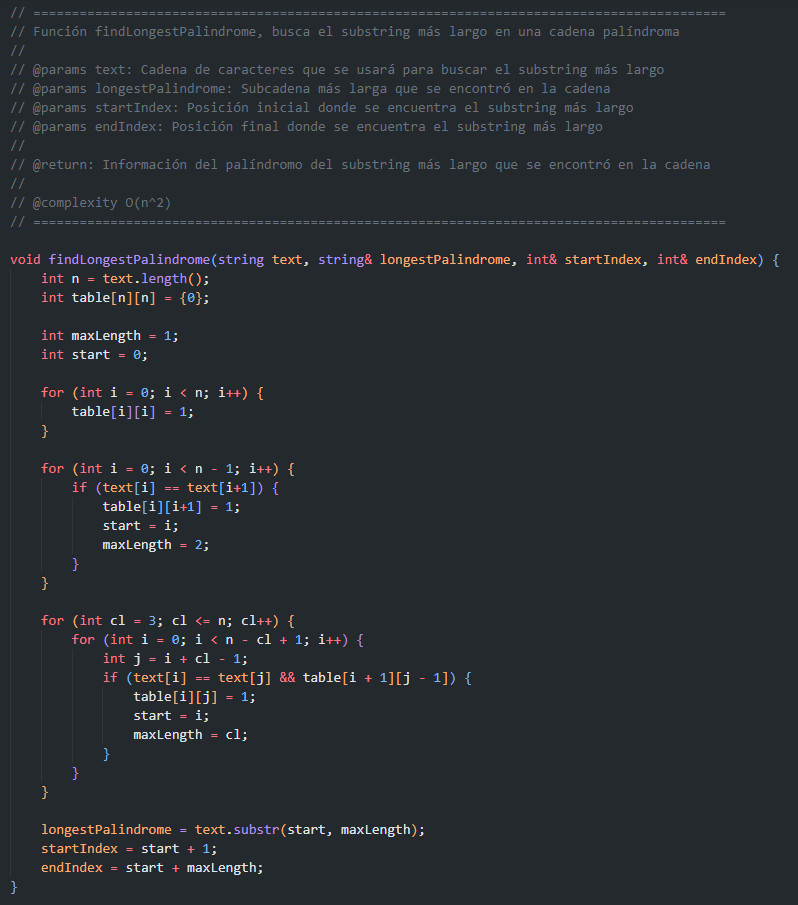 // ==========================================================================================
// Función findLongestPalindrome, busca el substring más largo en una cadena palíndroma
//
// @params text: Cadena de caracteres que se usará para buscar el substring más largo
// @params longestPalindrome: Subcadena más larga que se encontró en la cadena
// @params startIndex: Posición inicial donde se encuentra el substring más largo
// @params endIndex: Posición final donde se encuentra el substring más largo
//
// @return: Información del palíndromo del substring más largo que se encontró en la cadena
//
// @complexity O(n^2)
// ==========================================================================================
void findLongestPalindrome(string text, string& longestPalindrome, int& startIndex, int& endIndex) {
    int n = text.length();
    int table[n][n] = {0};

    int maxLength = 1;
    int start = 0;

    for (int i = 0; i < n; i++) {
        table[i][i] = 1;
    }

    for (int i = 0; i < n - 1; i++) {
        if (text[i] == text[i+1]) {
            table[i][i+1] = 1;
            start = i;
            maxLength = 2;
        }
    }

    for (int cl = 3; cl <= n; cl++) {
        for (int i = 0; i < n - cl + 1; i++) {
            int j = i + cl - 1;
            if (text[i] == text[j] && table[i + 1][j - 1]) {
                table[i][j] = 1;
                start = i;
                maxLength = cl;
            }
        }
    }

    longestPalindrome = text.substr(start, maxLength);
    startIndex = start + 1;
    endIndex = start + maxLength;
}